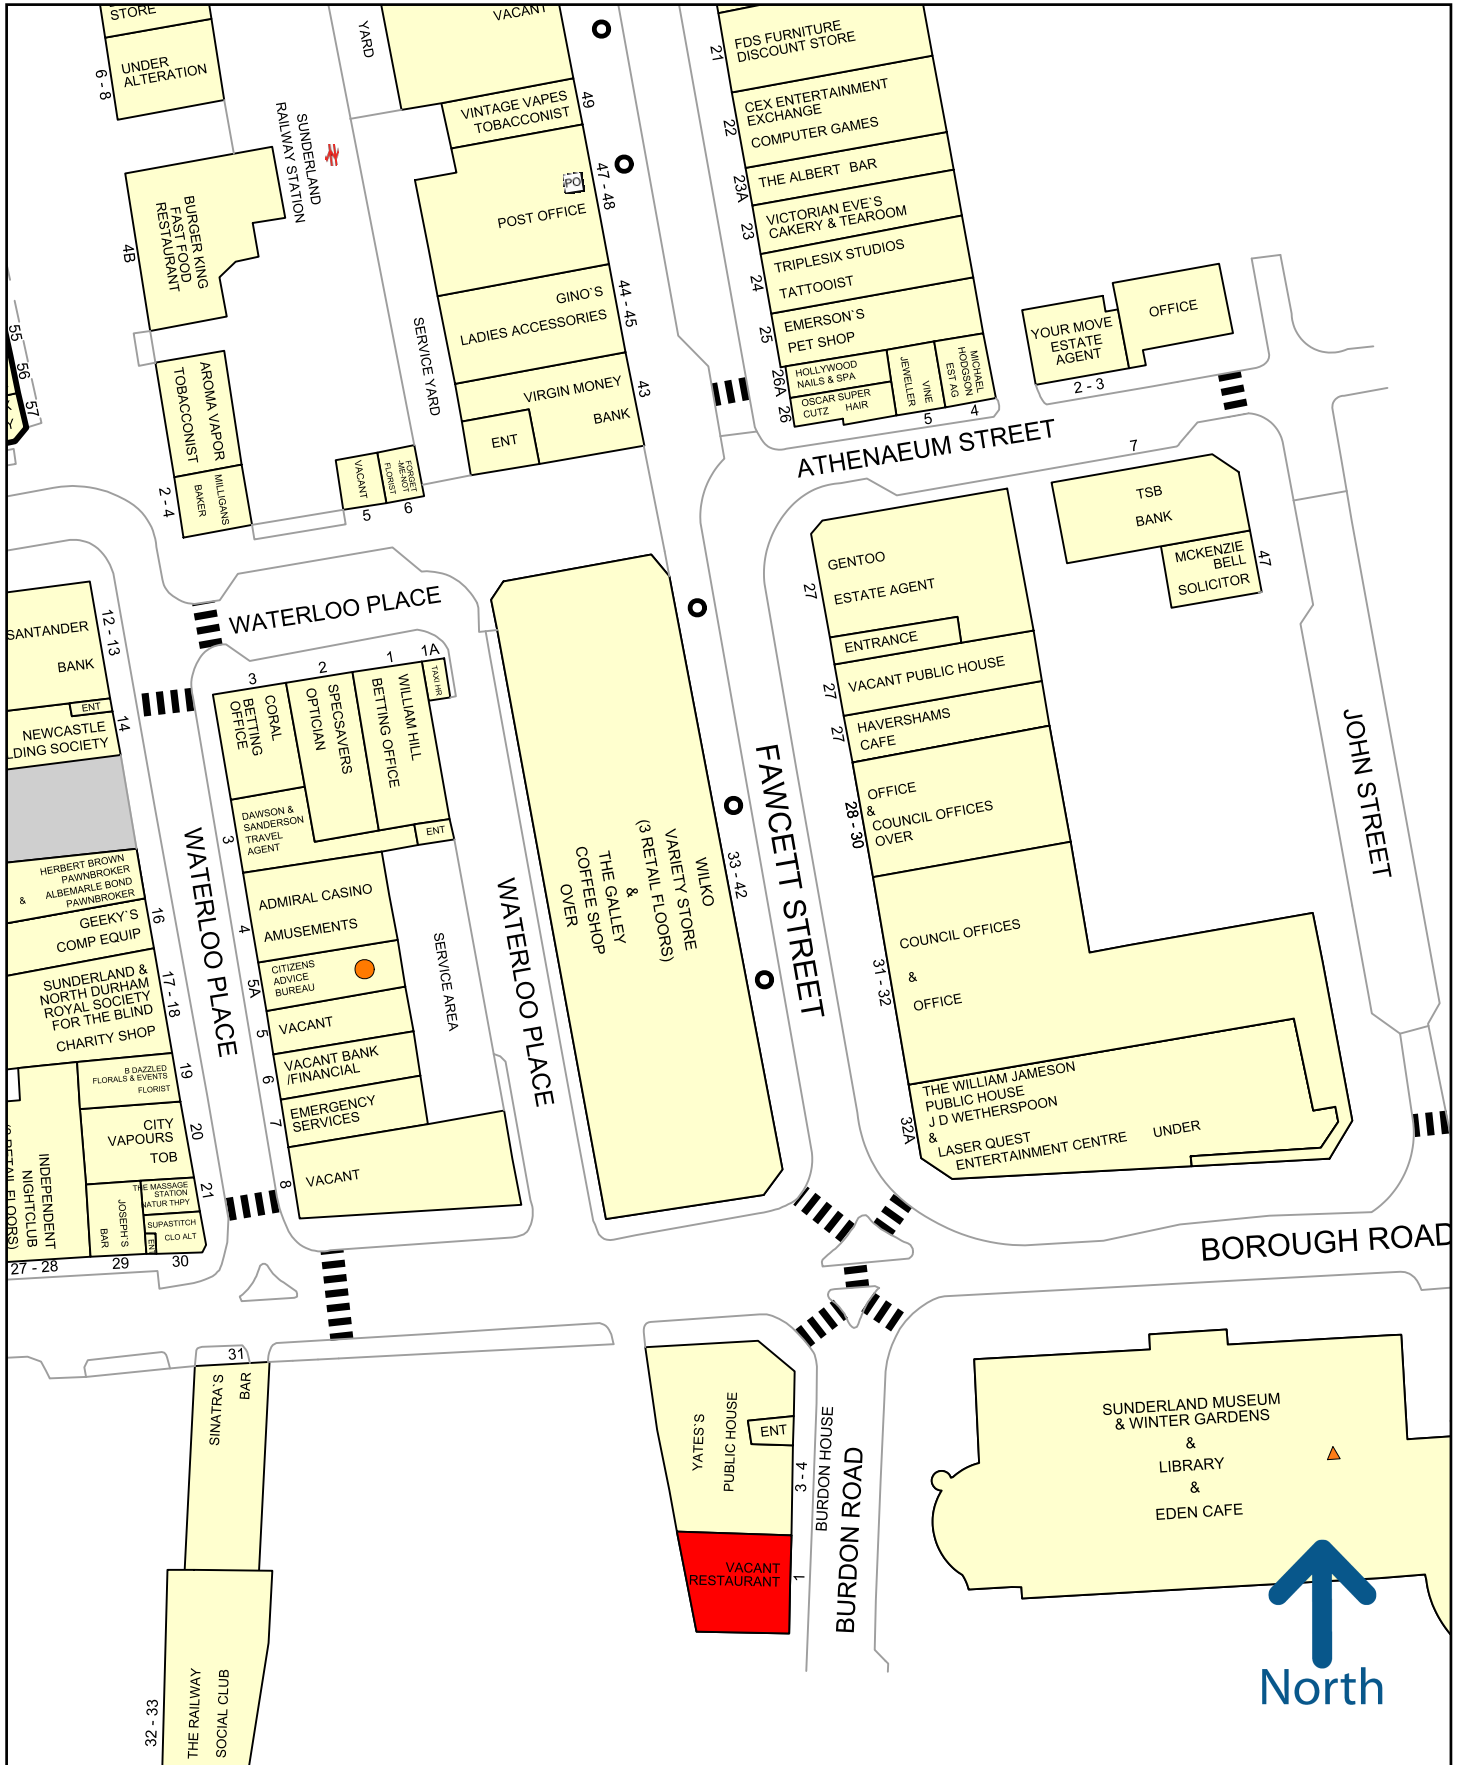 STORE
UNDER
ALTERATION
6 - 8
YARD
VACANT
SUNDERLAND
RAILWAY STATION
VINTAGE VAPES
TOBACCONIST
49
PO
POST OFFICE
47 - 48
GINO`S
LADIES ACCESSORIES
44 - 45
VIRGIN MONEY
BANK
ENT
43
SERVICE YARD
BURGER KING
FAST FOOD
RESTAURANT
4B
AROMA VAPOR
TOBACCONIST
MILLIGANS
BAKER
2 - 4
VACANT
5
FORGET
-ME-NOT
FLORIST
6
55
56
57
Y
FDS FURNITURE
DISCOUNT STORE
21
CEX ENTERTAINMENT
EXCHANGE
COMPUTER GAMES
22
THE ALBERT BAR
23A
VICTORIAN EVE`S
CAKERY & TEAROOM
23
TRIPLESIX STUDIOS
TATTOOIST
24
EMERSON`S
PET SHOP
25
HOLLYWOOD
NAILS & SPA
26A
OSCAR SUPER
CUTZ HAIR
26
VINE
JEWELLER
5
MICHAEL
HODGSON
EST AG
4
YOUR MOVE
ESTATE
AGENT
OFFICE
2 - 3
ATHENAEUM STREET
7
TSB
BANK
MCKENZIE
BELL
SOLICITOR
47
GENTOO
ESTATE AGENT
27
ENTRANCE
VACANT PUBLIC HOUSE
27
HAVERSHAMS
CAFE
27
OFFICE
&
COUNCIL OFFICES
OVER
28 - 30
COUNCIL OFFICES
&
OFFICE
31 - 32
THE WILLIAM JAMESON
PUBLIC HOUSE
J D WETHERSPOON
&
LASER QUEST
ENTERTAINMENT CENTRE
UNDER
32A
JOHN STREET
FAWCETT STREET
WATERLOO PLACE
SANTANDER
BANK
12 - 13
ENT
NEWCASTLE
LDING SOCIETY
14
3
CORAL
BETTING
OFFICE
2
SPECSAVERS
OPTICIAN
1
WILLIAM HILL
BETTING OFFICE
1A
TAXI HR
DAWSON &
SANDERSON
TRAVEL
AGENT
3
ENT
ADMIRAL CASINO
AMUSEMENTS
4
CITIZENS
ADVICE
BUREAU
5A
VACANT
5
VACANT BANK
/FINANCIAL
6
EMERGENCY
SERVICES
7
VACANT
8
SERVICE AREA
WATERLOO PLACE
WATERLOO PLACE
WILKO
VARIETY STORE
(3 RETAIL FLOORS)
&
THE GALLEY
COFFEE SHOP
OVER
33 - 42
HERBERT BROWN
PAWNBROKER
ALBEMARLE BOND
& PAWNBROKER
GEEKY`S
COMP EQUIP
16
SUNDERLAND &
NORTH DURHAM
ROYAL SOCIETY
FOR THE BLIND
CHARITY SHOP
17 - 18
B DAZZLED
FLORALS & EVENTS
FLORIST
19
CITY
VAPOURS
TOB
20
THE MASSAGE
STATION
NATUR THPY
21
SUPASTITCH
CLO ALT
ENT
JOSEPH'S
BAR
INDEPENDENT
NIGHTCLUB
RETAIL FLOORS)
27 - 28
29
30
BOROUGH ROAD
31
SINATRA`S
BAR
THE RAILWAY
SOCIAL CLUB
32 - 33
YATES`S
PUBLIC HOUSE
ENT
3 - 4
BURDON HOUSE
BURDON ROAD
VACANT
RESTAURANT
1
SUNDERLAND MUSEUM
& WINTER GARDENS
&
LIBRARY
&
EDEN CAFE
North